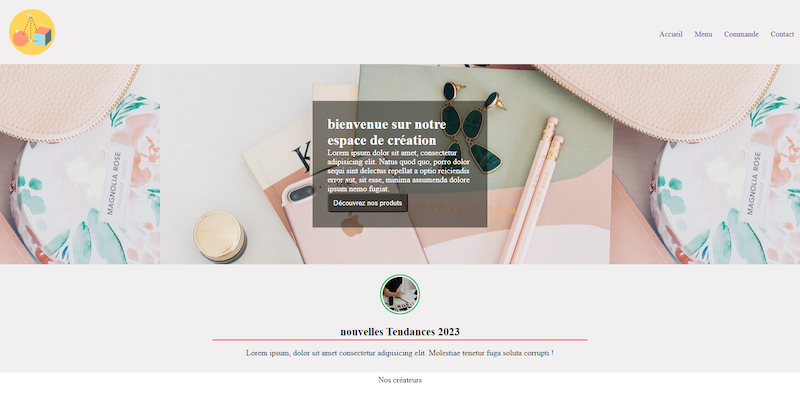 Accueil Menu Commande Contact
MAGNOLIA ROSE
bienvenue sur notre
espace de création
Lorem ipsum dolor sit amet, consectetur
adipisicing elit. Natus quod quo, porro dolor
sequi sint delectus repellat a optio reiciendis
error aut, sit esse, minima assumenda dolore
ipsum nemo fugiat.
Découvrez nos produts
MAGNOLIA ROSE
nouvelles Tendances 2023
Lorem ipsum, dolor sit amet consectetur adipisicing elit. Molestiae tenetur fuga soluta corrupti !
Nos créateurs